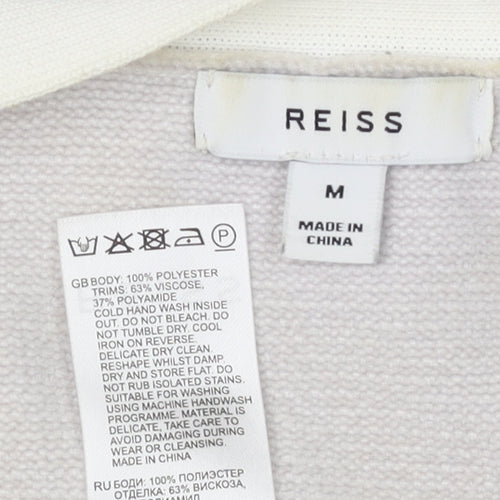 REISS
M
MADE IN
CHINA
P
GB BODY: 100% POLYESTER
TRIMS: 63% VISCOSE,
37% POLYAMIDE
COLD HAND WASH INSIDE
OUT. DO NOT BLEACH. DO
NOT TUMBLE DRY. COOL
IRON ON REVERSE.
DELICATE DRY CLEAN.
RESHAPE WHILST DAMP.
DRY AND STORE FLAT. DO
NOT RUB ISOLATED STAINS.
SUITABLE FOR WASHING
USING MACHINE HANDWASH
PROGRAMME. MATERIAL IS
DELICATE, TAKE CARE TO
AVOID DAMAGING DURING
WEAR OR CLEANSING.
MADE IN CHINA
RU БОДИ: 100% ПОЛИЭСТЕР
ОТДЕЛКА: 63% ВИСКОЗА,